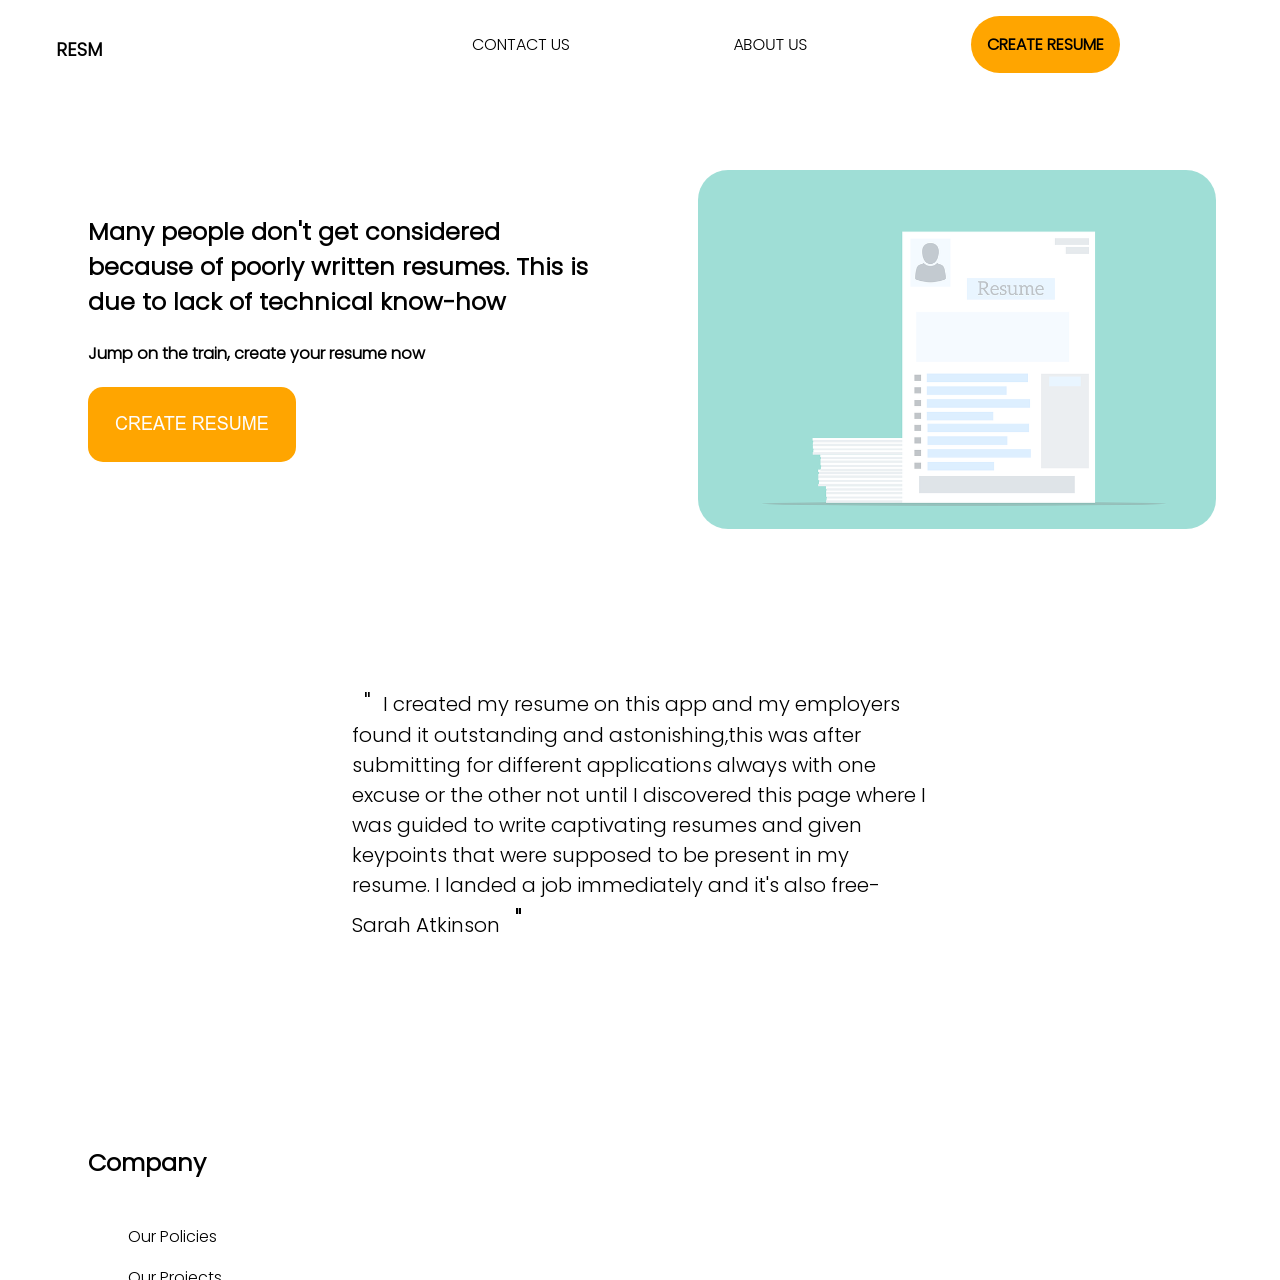 RESM
CONTACT US
ABOUT US
CREATE RESUME
Many people don't get considered
because of poorly written resumes. This is
due to lack of technical know-how
Jump on the train, create your resume now
CREATE RESUME
Resume
" I created my resume on this app and my employers
found it outstanding and astonishing,this was after
submitting for different applications always with one
excuse or the other not until I discovered this page where I
was guided to write captivating resumes and given
keypoints that were supposed to be present in my
resume. I landed a job immediately and it's also free-
Sarah Atkinson "
Company
Our Policies
Our Projects